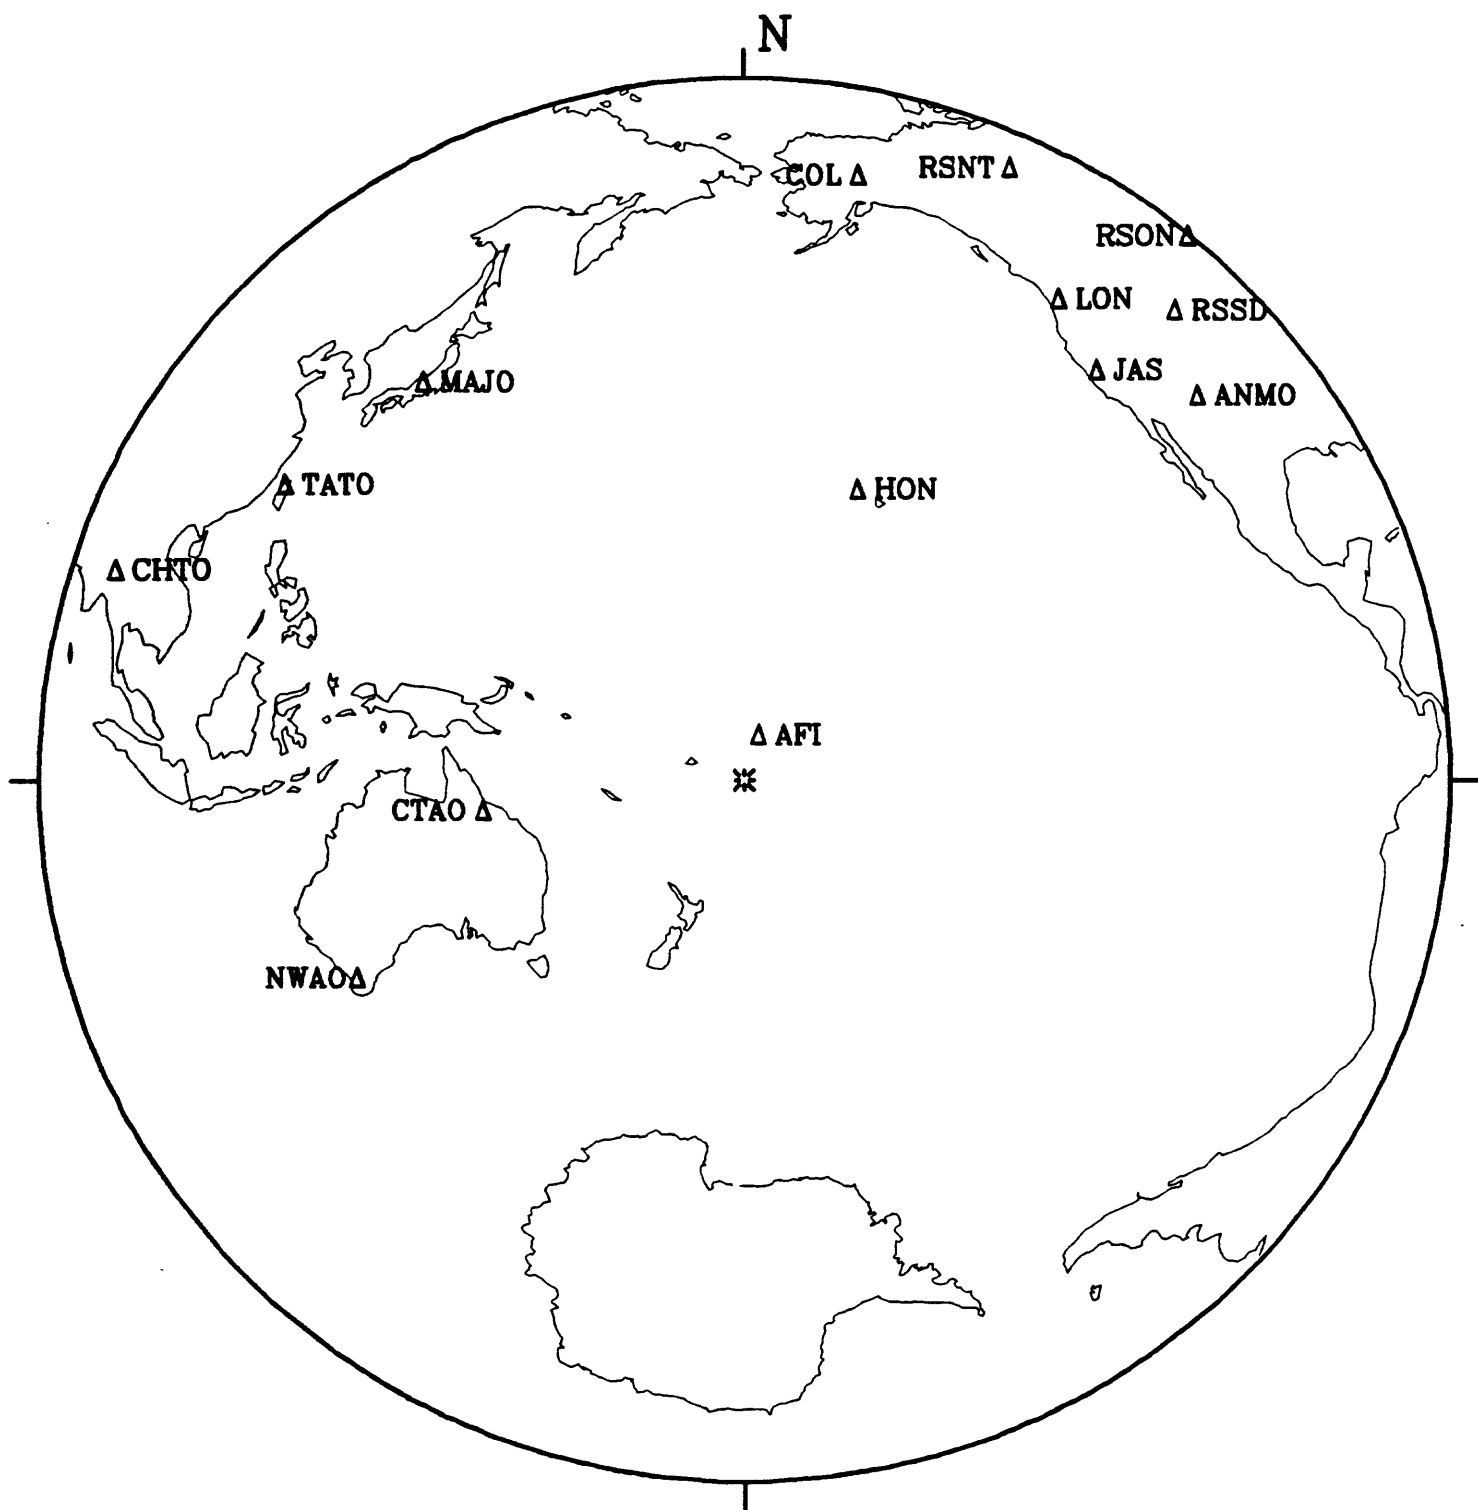 N
COL
RSNT
RSON
LON
RSSD
JAS
MAJO
ANMO
TATO
HON
CHTO
AFI
CTAO
NWAO